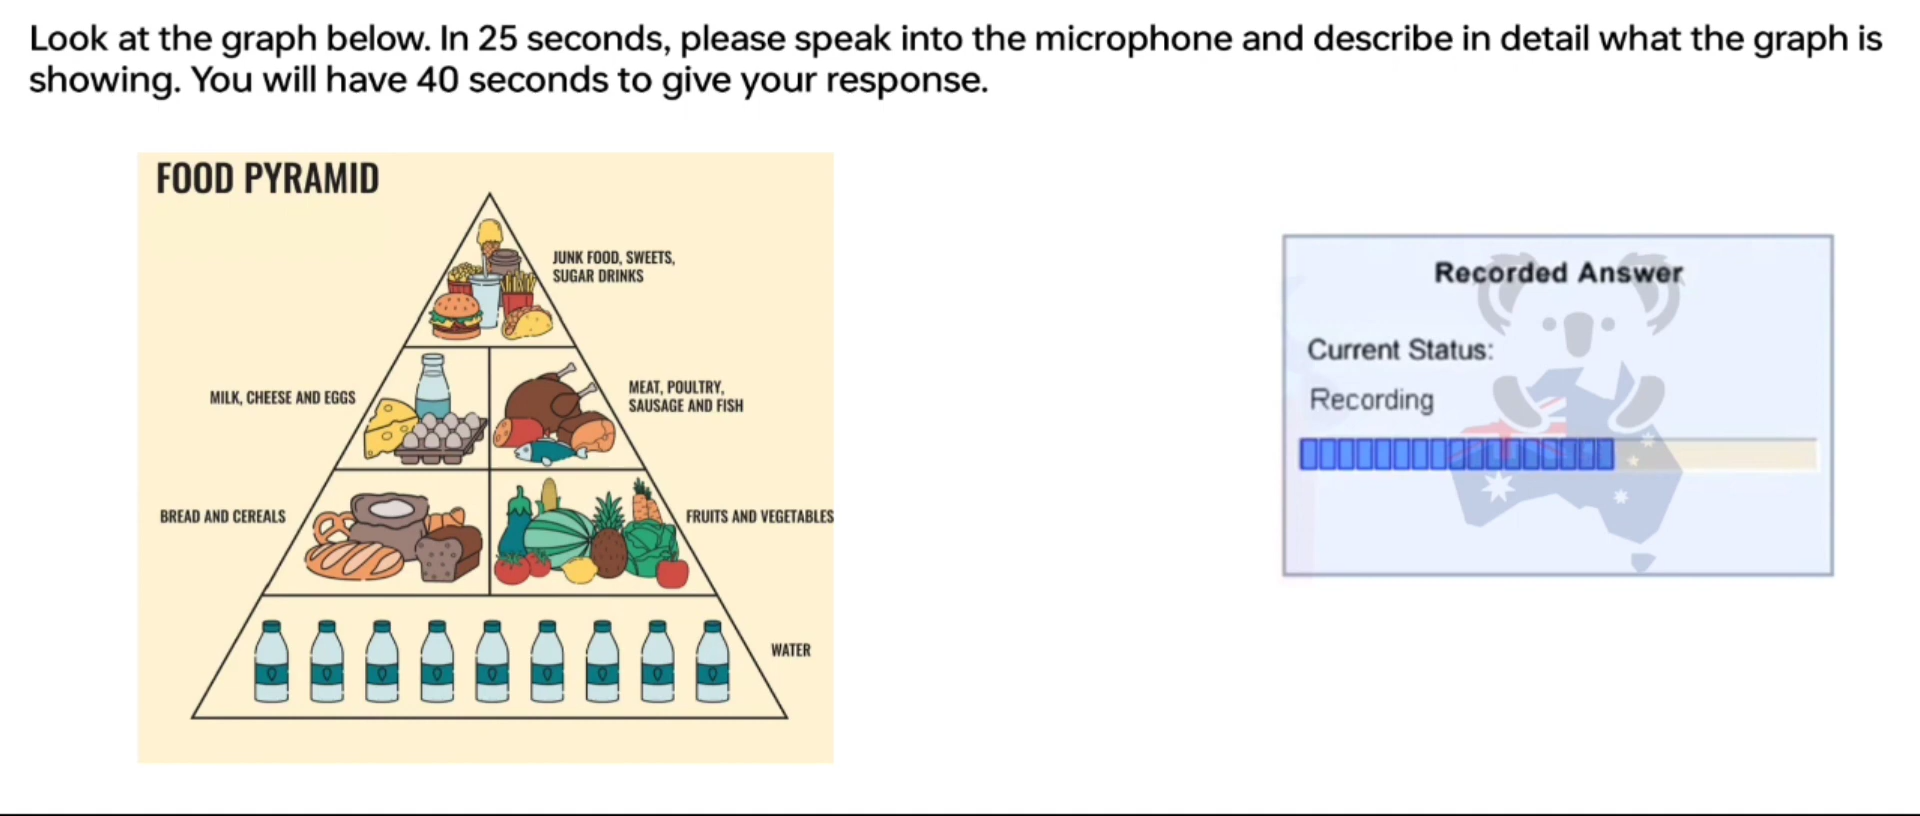 Look at the graph below. In 25 seconds, please speak into the microphone and describe in detail what the graph is
showing. You will have 40 seconds to give your response.
FOOD PYRAMID
JUNK FOOD, SWEETS,
SUGAR DRINKS
MILK, CHEESE AND EGGS
MEAT, POULTRY,
SAUSAGE AND FISH
BREAD AND CEREALS
FRUITS AND VEGETABLES
WATER
Recorded Answer
Current Status:
Recording